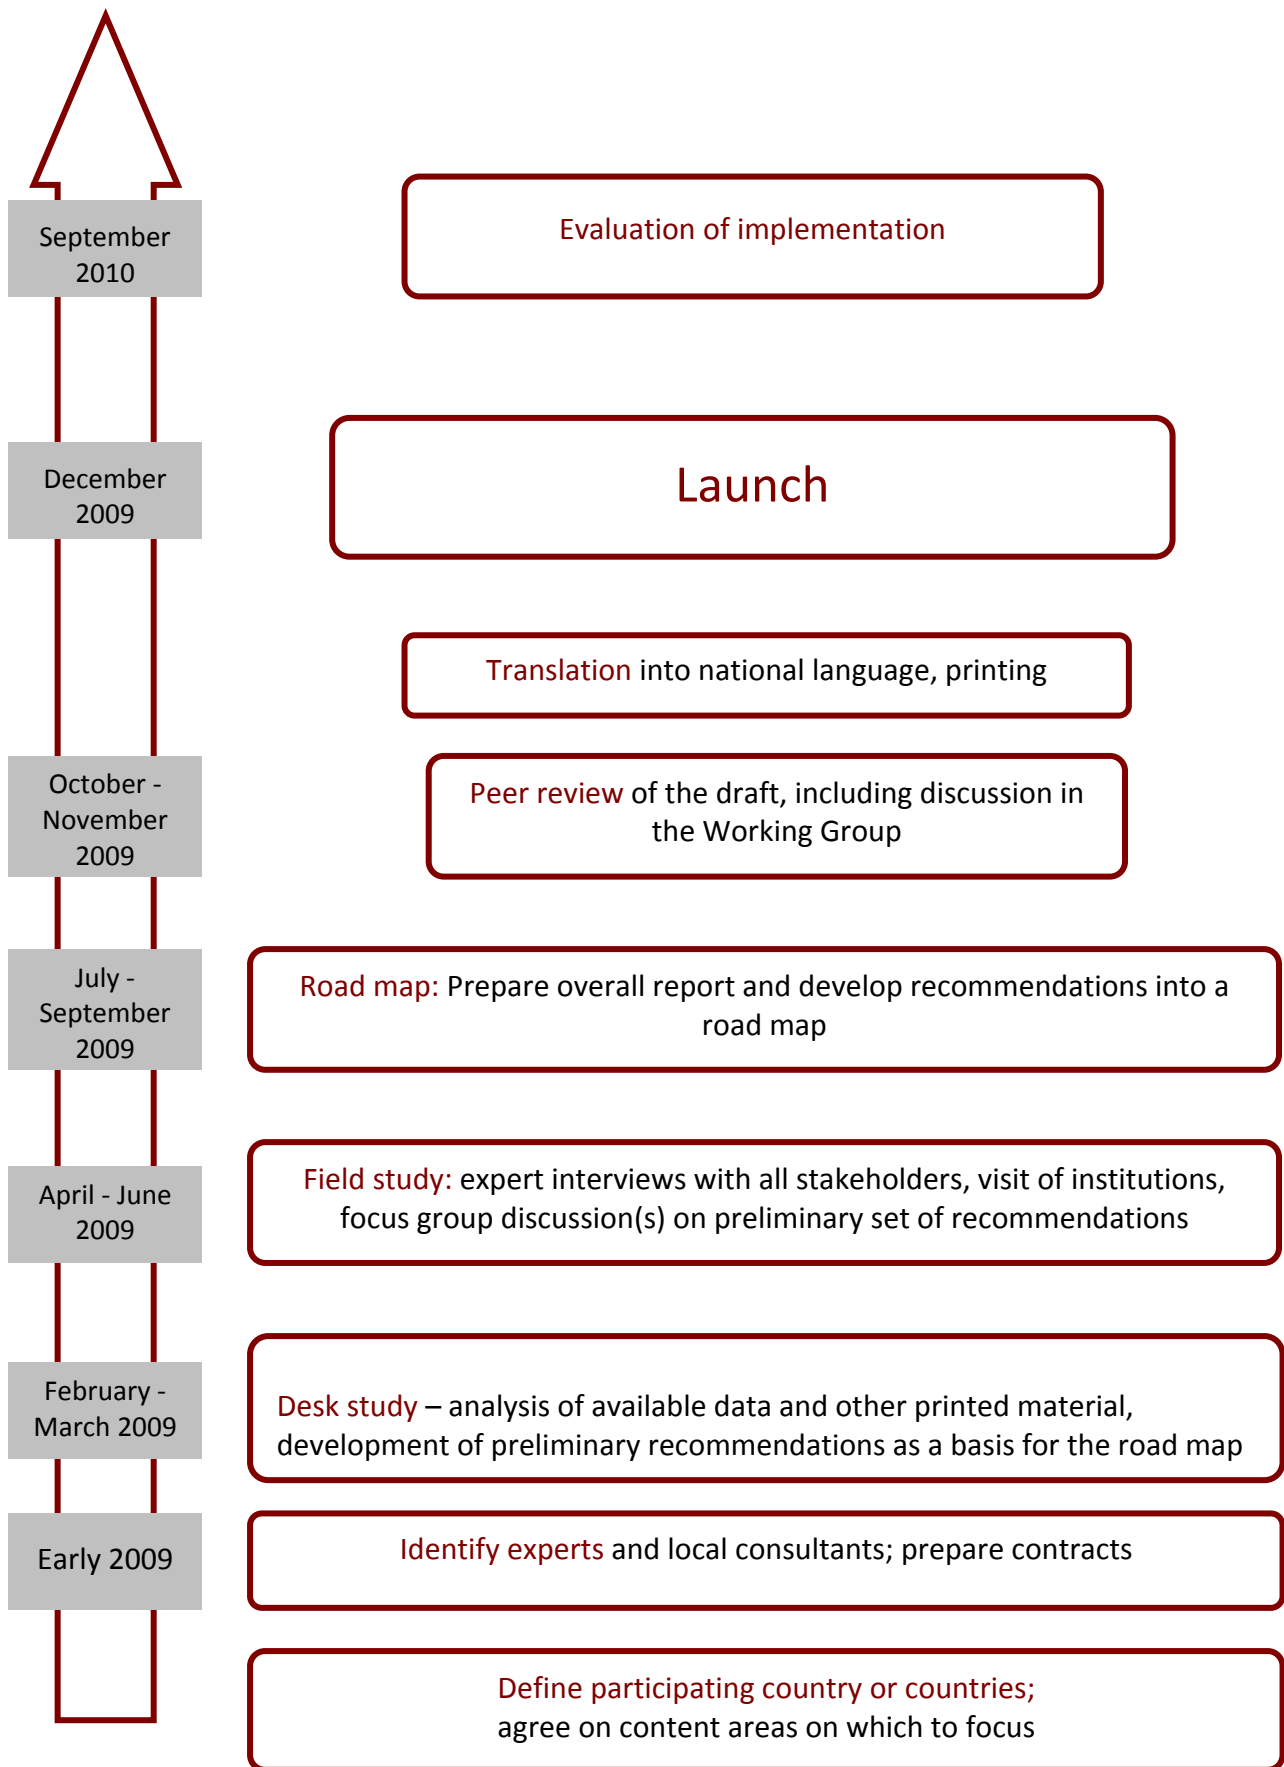 September
2010
Evaluation of implementation
December
2009
Launch
Translation into national language, printing
October -
November
2009
Peer review of the draft, including discussion in
the Working Group
July -
September
2009
Road map: Prepare overall report and develop recommendations into a
road map
April - June
2009
Field study: expert interviews with all stakeholders, visit of institutions,
focus group discussion(s) on preliminary set of recommendations
February -
March 2009
Desk study – analysis of available data and other printed material,
development of preliminary recommendations as a basis for the road map
Early 2009
Identify experts and local consultants; prepare contracts
Define participating country or countries;
agree on content areas on which to focus